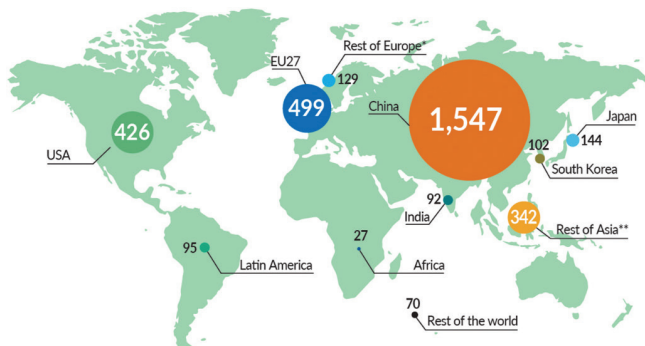 Rest of Europe*
129
EU27
499
China
1,547
426
USA
Japan
144
102
South Korea
92
India
342
Rest of Asia**
95
Latin America
27
Africa
70
Rest of the world